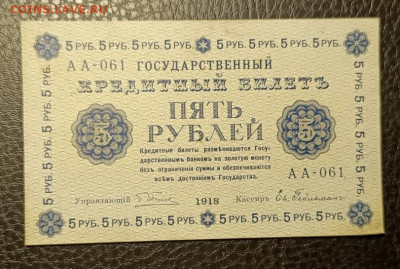 COINS.LAVE.RU
5 РУБ. 5 РУБ. 5 РУБ. 5 РУБ. 5 РУБ. 5 РУБ. 5 РУБ. 5 РУБ.
АА-061 ГОСУДАРСТВЕННЫЙ
КРЕДИТНЫЙ БИЛЕТЪ
ПЯТЬ
РУБЛЕЙ
5 5
Кредитные билеты размѣниваются Госу-
дарственнымъ банкомъ на золотую монету
безъ ограниченія суммы и обезпечиваются
всѣмъ достояніемъ Государства.
АА-061
Управляющій 1918 Кассиръ
5 РУБ. 5 РУБ. 5 РУБ. 5 РУБ. 5 РУБ. 5 РУБ. 5 РУБ. 5 РУБ.